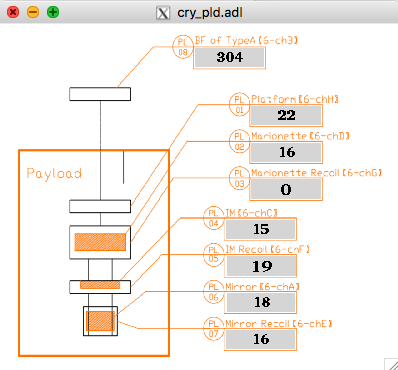 cry_pld.adl
PL 08 BF of TypeA[6-chB]
304
Payload
PL 01 Platform[6-chH]
22
PL 02 Marionette[6-chD]
16
PL 03 Marionette Recoil[6-chG]
0
PL 04 IM[6-chC]
15
PL 05 IM Recoil[6-chF]
19
PL 06 Mirror[6-chA]
18
PL 07 Mirror Recoil[6-chE]
16